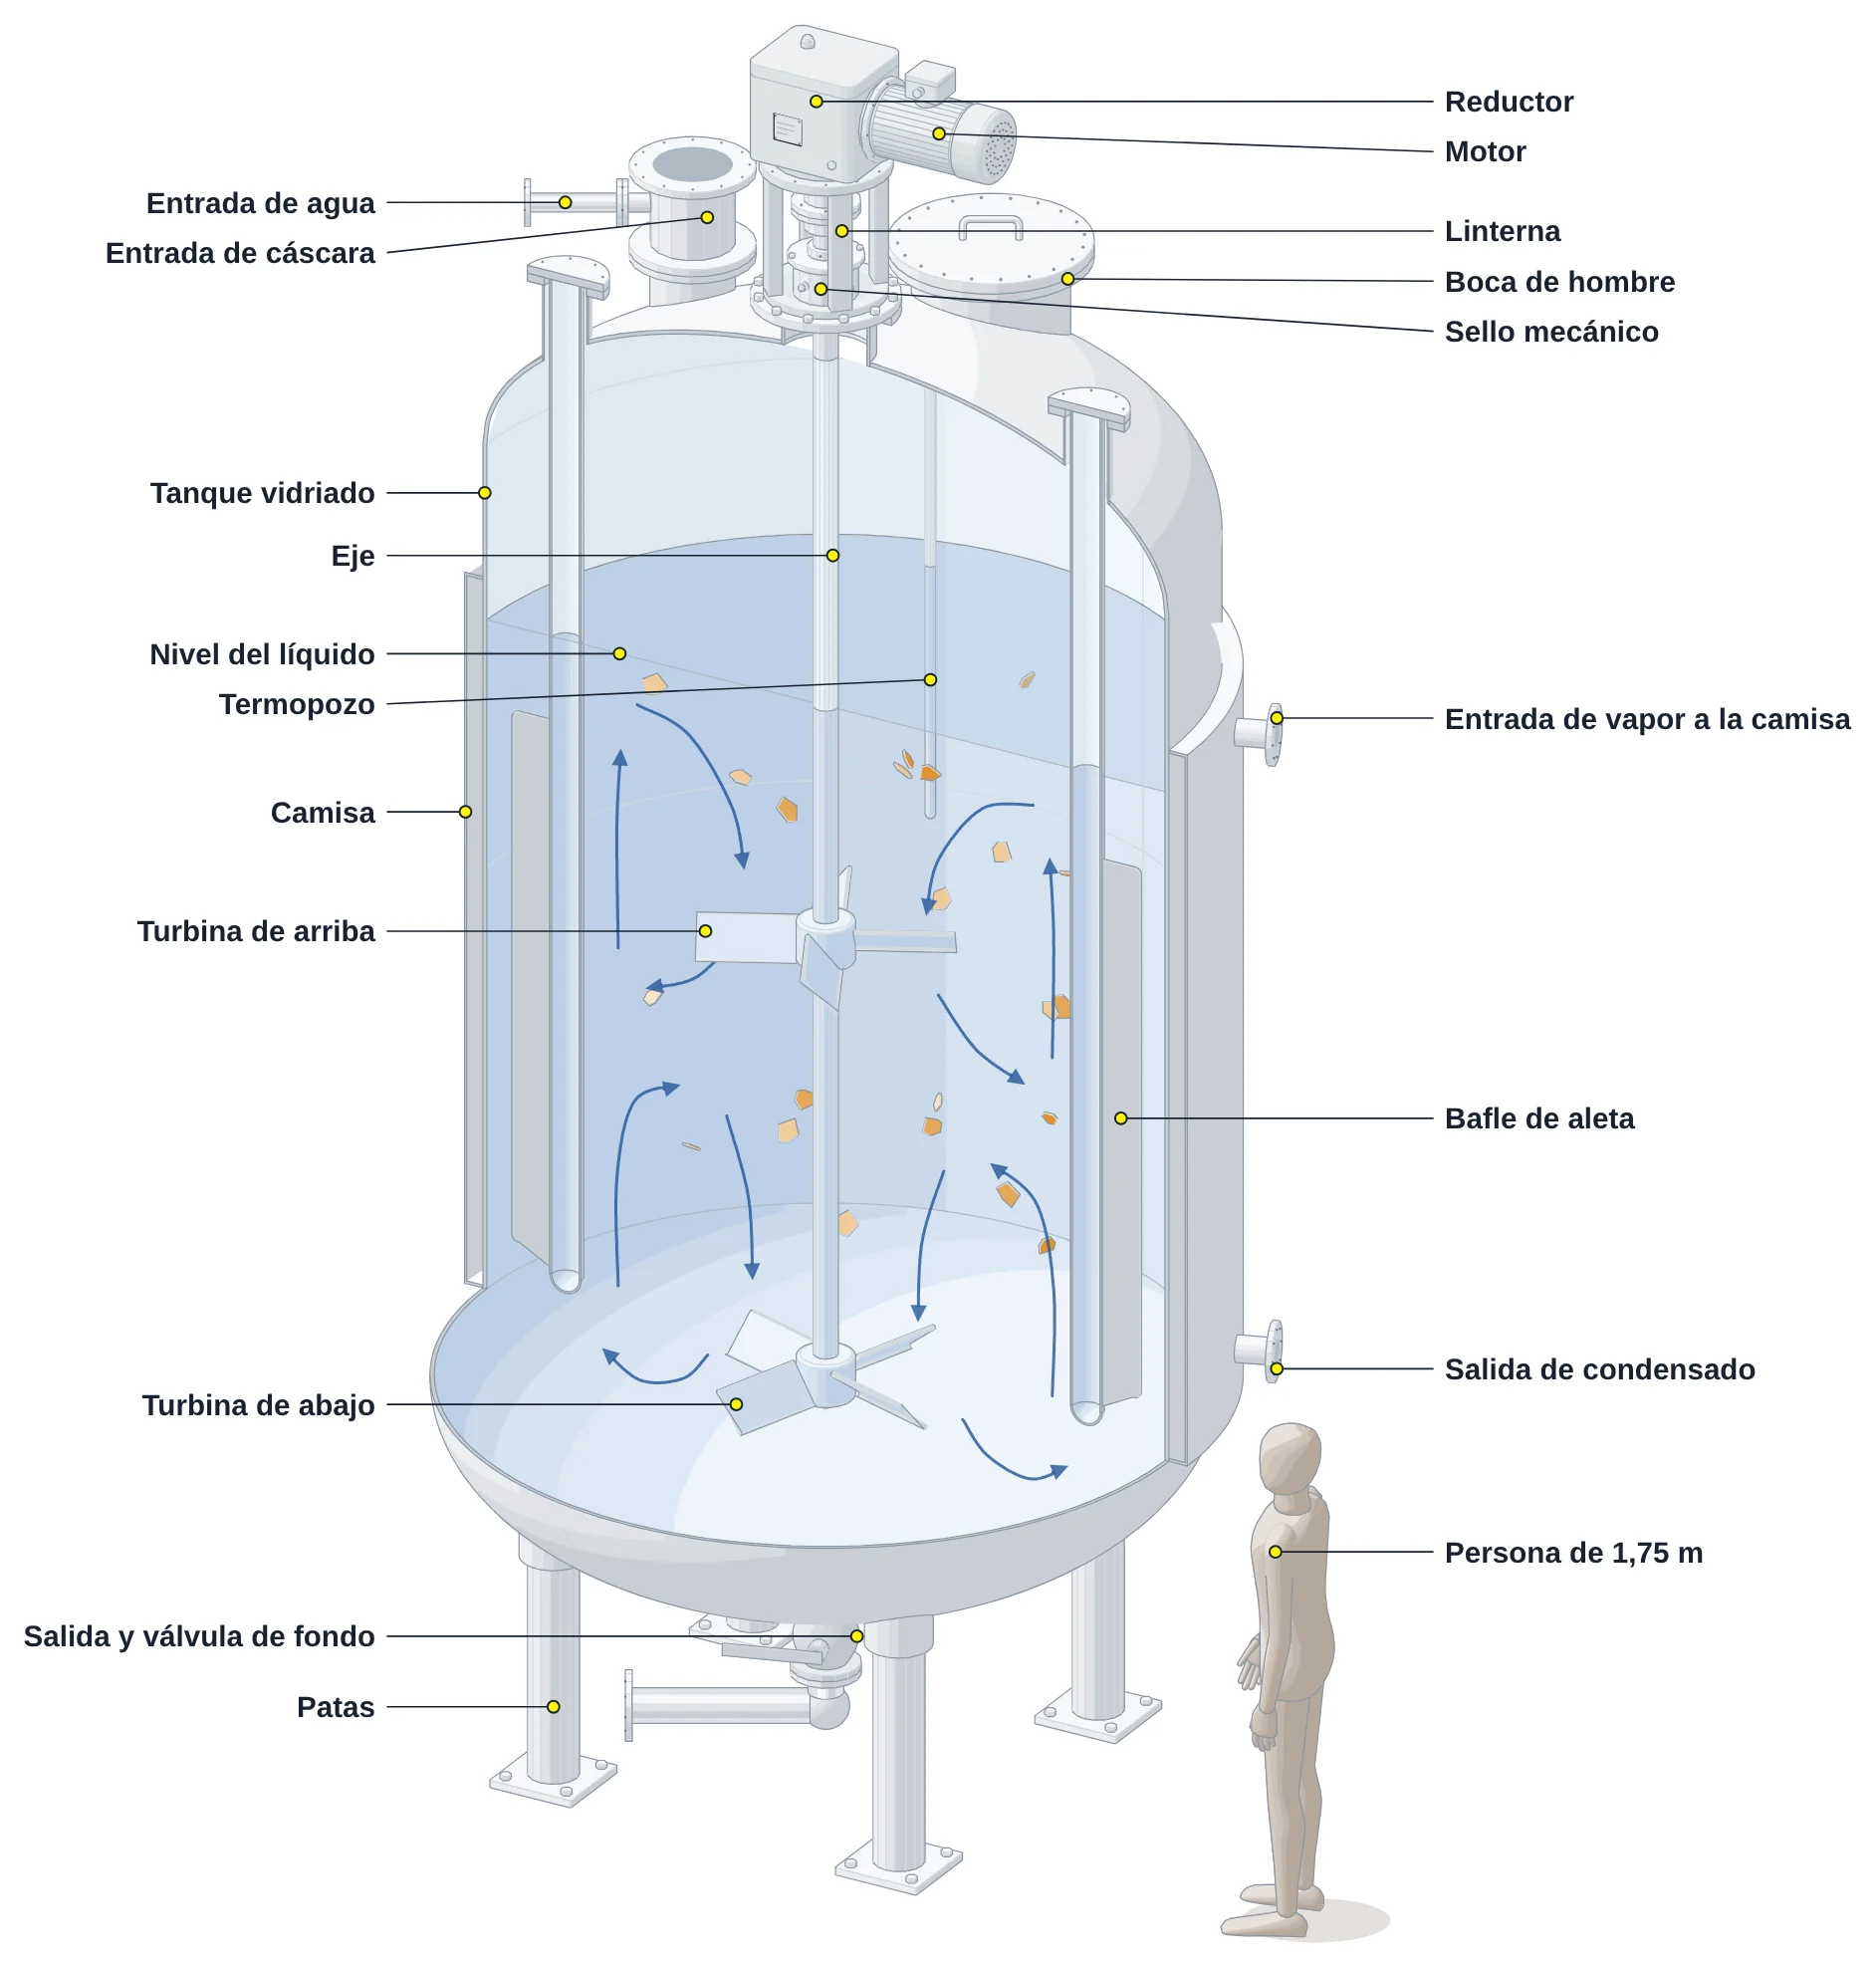 Reductor
Motor
Entrada de agua
Entrada de cáscara
Linterna
Boca de hombre
Sello mecánico
Tanque vidriado
Eje
Nivel del líquido
Termopozo
Entrada de vapor a la camisa
Camisa
Turbina de arriba
Bafle de aleta
Salida de condensado
Turbina de abajo
Persona de 1,75 m
Salida y válvula de fondo
Patas